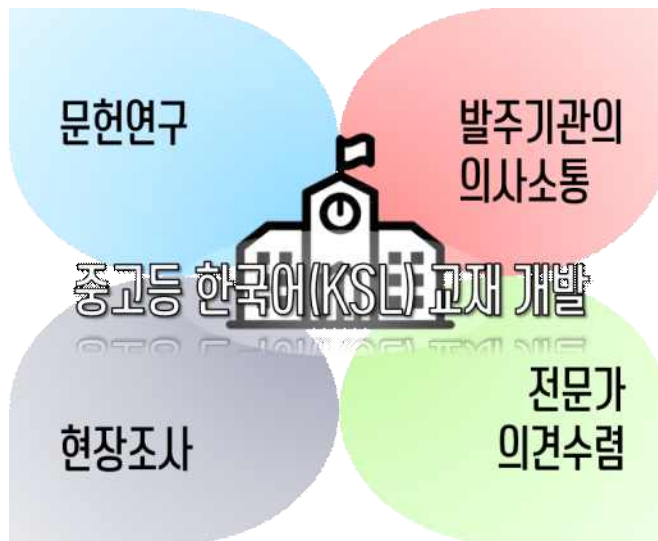 문헌연구
발주기관의
의사소통
중고등 한국어(KSL) 교재 개발
현장조사
전문가
의견수렴